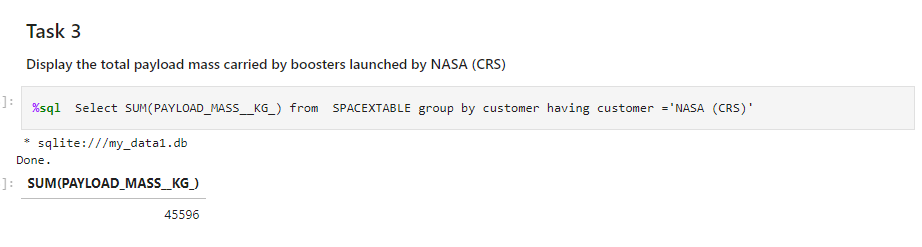 Task 3
Display the total payload mass carried by boosters launched by NASA (CRS)
]: %sql  Select SUM(PAYLOAD_MASS__KG_) from  SPACEXTABLE group by customer having customer ='NASA (CRS)'
* sqlite:///my_data1.db
Done.
]: SUM(PAYLOAD_MASS__KG_)
45596